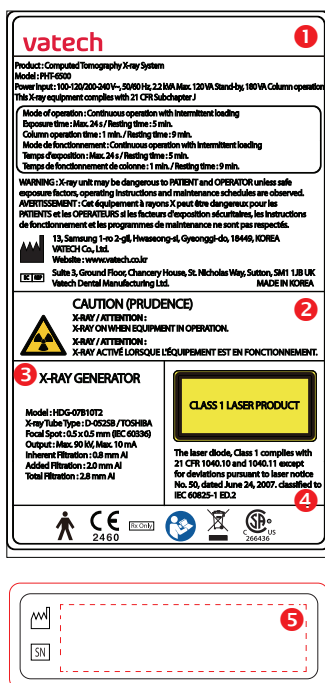 vatech
1
Product : Computed Tomography X-ray System
Model : PHT-6500
Power Input : 100-120/200-240 V~, 50/60 Hz, 2.2 kVA Max. 120 VA Stand-by, 180 VA Column operation
This X-ray equipment complies with 21 CFR Subchapter J
Mode of operation : Continuous operation with intermittent loading
Exposure time : Max. 24 s / Resting time : 5 min.
Column operation time : 1 min. / Resting time : 9 min.
Mode de fonctionnement : Continuous operation with intermittent loading
Temps d'exposition : Max. 24 s / Resting time : 5 min.
Temps de fonctionnement de colonne : 1 min. / Resting time : 9 min.
WARNING : X-ray unit may be dangerous to PATIENT and OPERATOR unless safe
exposure factors, operating instructions and maintenance schedules are observed.
AVERTISSEMENT : Cet équipement à rayons X peut être dangereux pour les
PATIENTS et les OPERATEURS si les facteurs d'exposition sécuritaires, les instructions
de fonctionnement et les programmes de maintenance ne sont pas respectés.
13, Samsung 1-ro 2-gil, Hwaseong-si, Gyeonggi-do, 18449, KOREA
VATECH Co., Ltd.
Website : www.vatech.co.kr
EC REP
Suite 3, Ground Floor, Chancery House, St. Nicholas Way, Sutton, SM1 1JB UK
Vatech Dental Manufacturing Ltd. MADE IN KOREA
CAUTION (PRUDENCE)
2
X-RAY / ATTENTION :
X-RAY ON WHEN EQUIPMENT IN OPERATION.
X-RAY / ATTENTION :
X-RAY ACTIVÉ LORSQUE L'ÉQUIPEMENT EST EN FONCTIONNEMENT.
3
X-RAY GENERATOR
Model : HDG-07B10T2
X-ray Tube Type : D-052SB / TOSHIBA
Focal Spot : 0.5 x 0.5 mm (IEC 60336)
Output : Max. 90 kV, Max. 10 mA
Inherent Filtration : 0.8 mm Al
Added Filtration : 2.0 mm Al
Total Filtration : 2.8 mm Al
CLASS 1 LASER PRODUCT
The laser diode, Class 1 complies with
21 CFR 1040.10 and 1040.11 except
for deviations pursuant to laser notice
No. 50, dated June 24, 2007. classified to
IEC 60825-1 ED.2
4
CE
2460
Rx Only
SA
C US
266436
5
SN